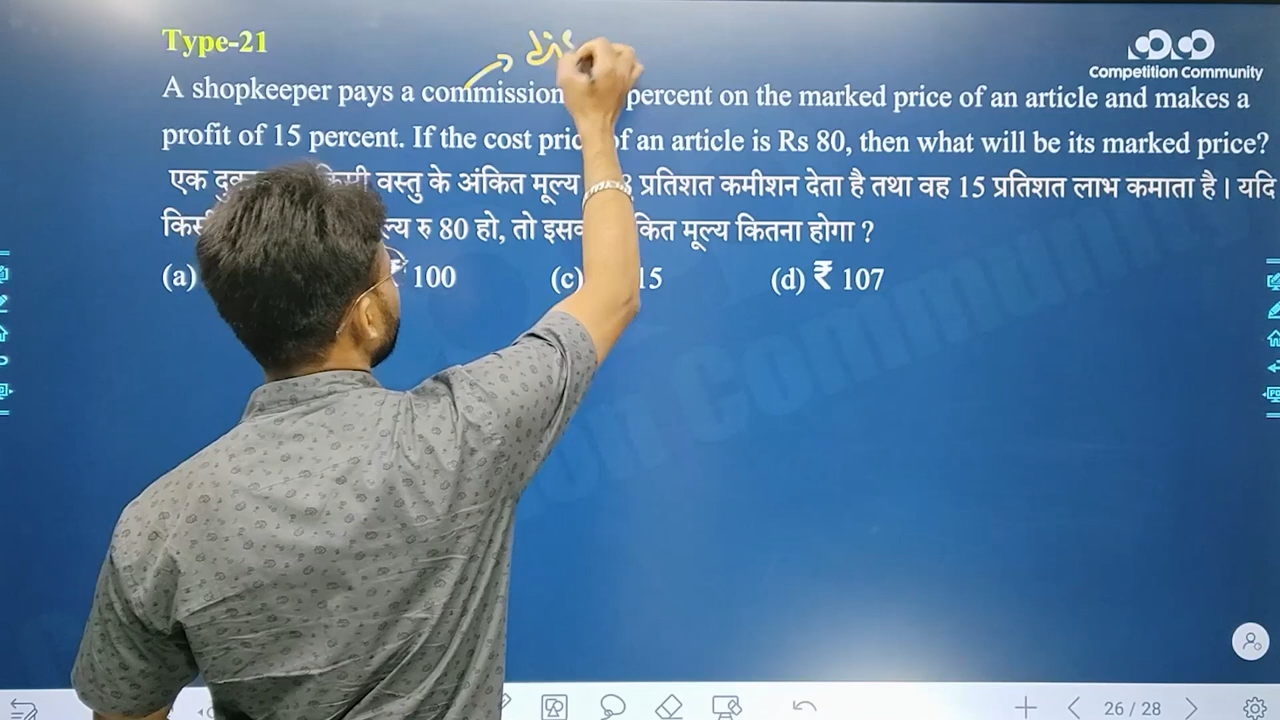 Type-21
Competition Community
A shopkeeper pays a commission percent on the marked price of an article and makes a
profit of 15 percent. If the cost of an article is Rs 80, then what will be its marked price?
एक वस्तु के अंकित मूल्य प्रतिशत कमीशन देता है तथा वह 15 प्रतिशत लाभ कमाता है। यदि
रु 80 हो, तो मूल्य कितना होगा ?
(a) 100 (c) 15 (d) ₹ 107
26 / 28